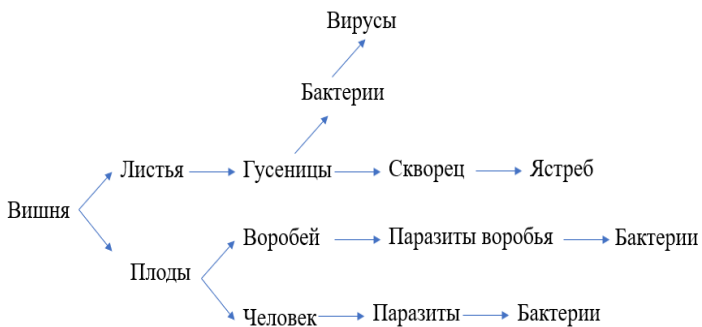 Вирусы
Бактерии
Листья Гусеницы Скворец Ястреб
Вишня
Воробей Паразиты воробья Бактерии
Плоды
Человек Паразиты Бактерии